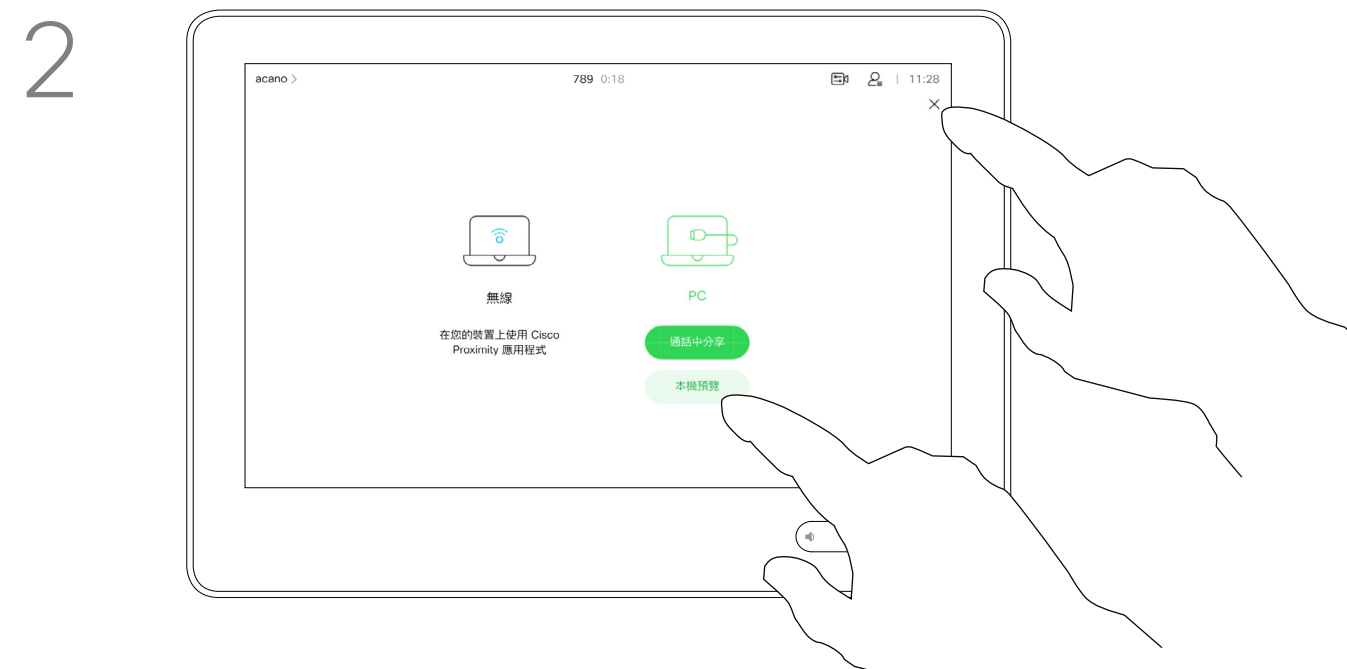 2
acano >
789 0:18
11:28
無線
在您的裝置上使用 Cisco
Proximity 應用程式
PC
通話中分享
本機預覽